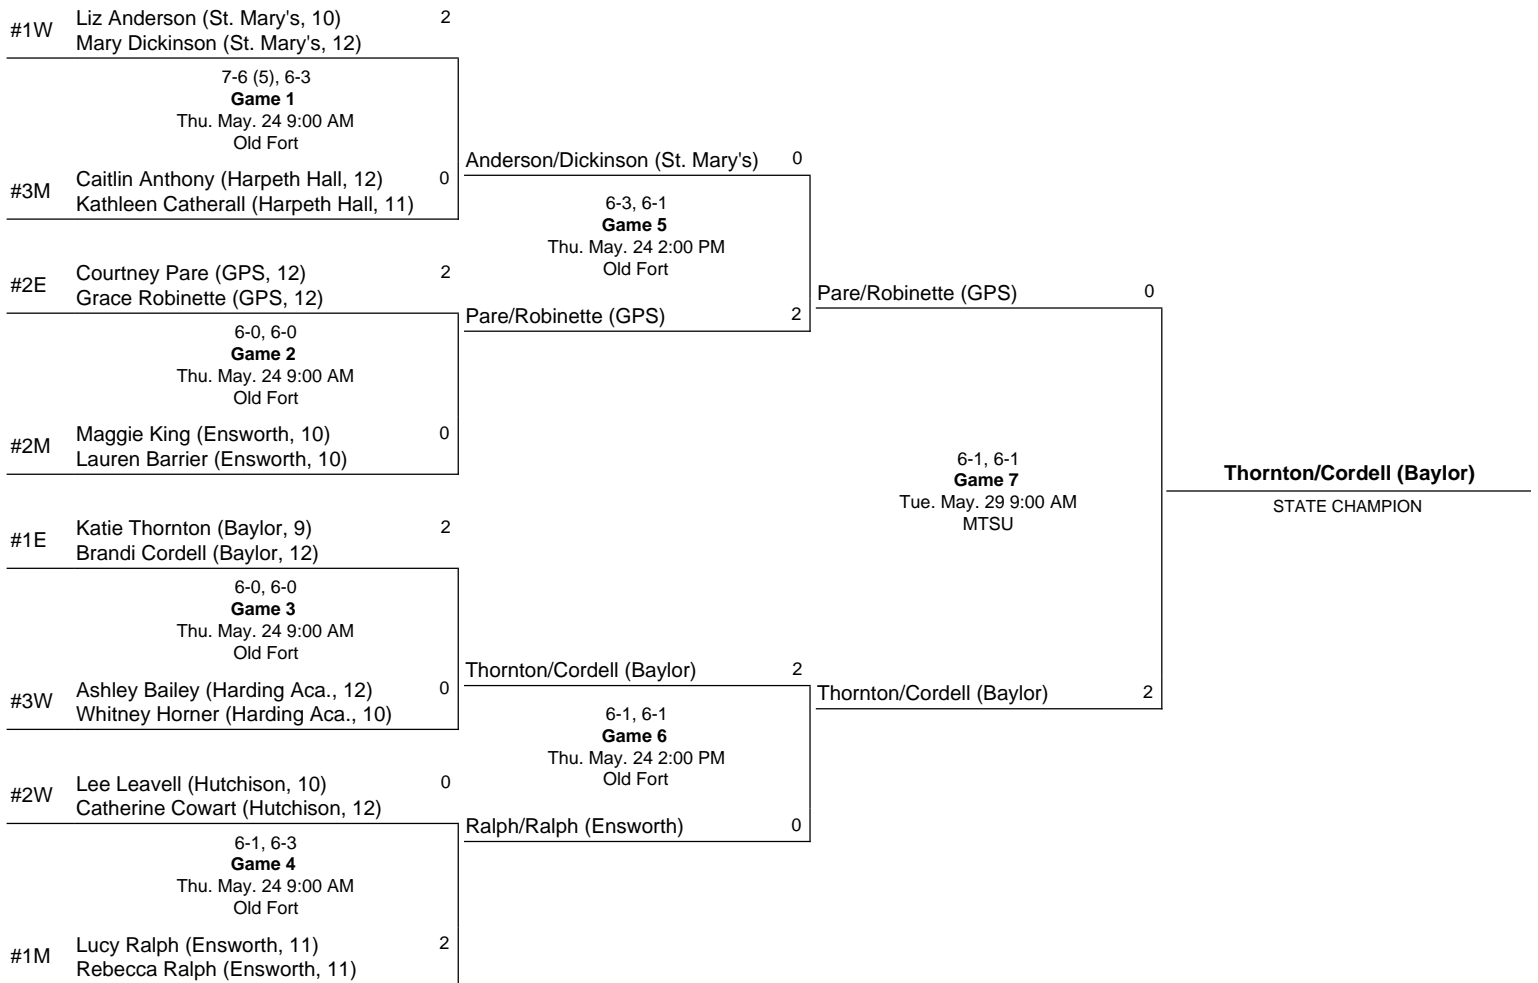 #1W
Liz Anderson (St. Mary's, 10) 2
Mary Dickinson (St. Mary's, 12)
7-6 (5), 6-3
Game 1
Thu. May. 24 9:00 AM
Old Fort
#3M
Caitlin Anthony (Harpeth Hall, 12) 0
Kathleen Catherall (Harpeth Hall, 11)
#2E
Courtney Pare (GPS, 12) 2
Grace Robinette (GPS, 12)
6-0, 6-0
Game 2
Thu. May. 24 9:00 AM
Old Fort
#2M
Maggie King (Ensworth, 10) 0
Lauren Barrier (Ensworth, 10)
#1E
Katie Thornton (Baylor, 9) 2
Brandi Cordell (Baylor, 12)
6-0, 6-0
Game 3
Thu. May. 24 9:00 AM
Old Fort
#3W
Ashley Bailey (Harding Aca., 12) 0
Whitney Horner (Harding Aca., 10)
#2W
Lee Leavell (Hutchison, 10) 0
Catherine Cowart (Hutchison, 12)
6-1, 6-3
Game 4
Thu. May. 24 9:00 AM
Old Fort
#1M
Lucy Ralph (Ensworth, 11) 2
Rebecca Ralph (Ensworth, 11)
Anderson/Dickinson (St. Mary's) 0
6-3, 6-1
Game 5
Thu. May. 24 2:00 PM
Old Fort
Pare/Robinette (GPS) 2
Thornton/Cordell (Baylor) 2
6-1, 6-1
Game 6
Thu. May. 24 2:00 PM
Old Fort
Ralph/Ralph (Ensworth) 0
Pare/Robinette (GPS) 0
6-1, 6-1
Game 7
Tue. May. 29 9:00 AM
MTSU
Thornton/Cordell (Baylor) 2
Thornton/Cordell (Baylor)
STATE CHAMPION